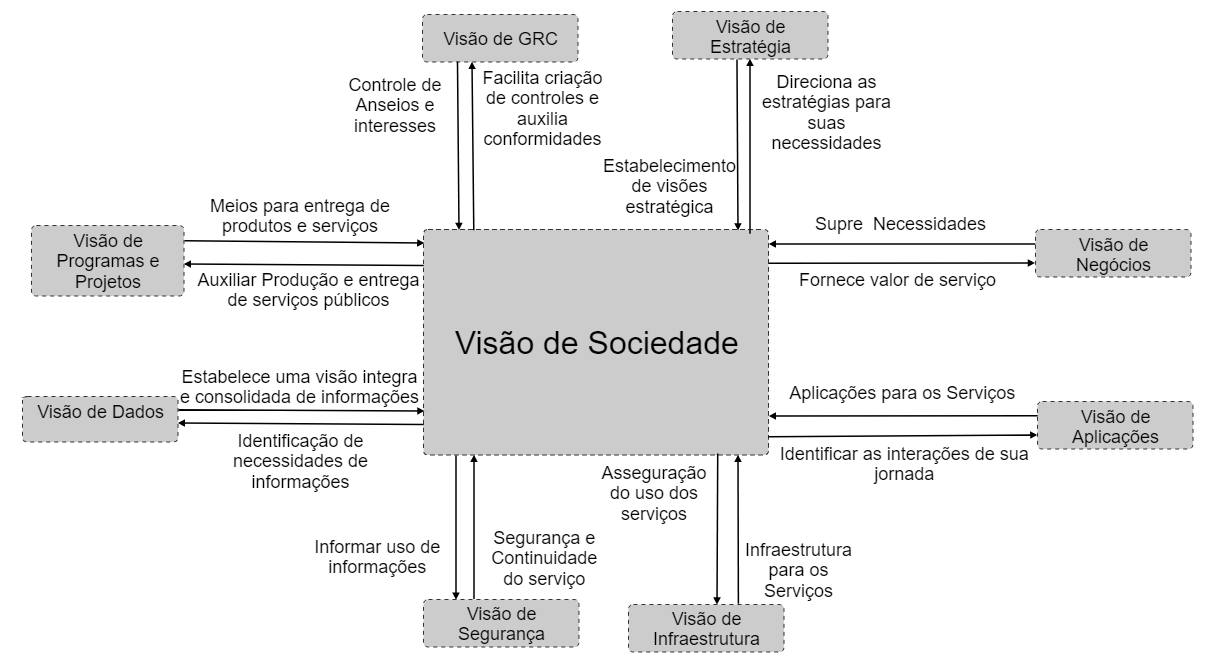 Visão de GRC
Visão de
Estratégia
Controle de
Anseios e
interesses
Facilita criação
de controles e
auxilia
conformidades
Direciona as
estratégias para
suas
necessidades
Estabelecimento
de visões
estratégica
Meios para entrega de
produtos e serviços
Supre  Necessidades
Visão de
Programas e
Projetos
Visão de
Negócios
Auxiliar Produção e entrega
de serviços públicos
Fornece valor de serviço
Visão de Sociedade
Estabelece uma visão integra
e consolidada de informações
Aplicações para os Serviços
Visão de Dados
Visão de
Aplicações
Identificação de
necessidades de
informações
Identificar as interações de sua
jornada
Asseguração
do uso dos
serviços
Informar uso de
informações
Segurança e
Continuidade
do serviço
Infraestrutura
para os
Serviços
Visão de
Segurança
Visão de
Infraestrutura